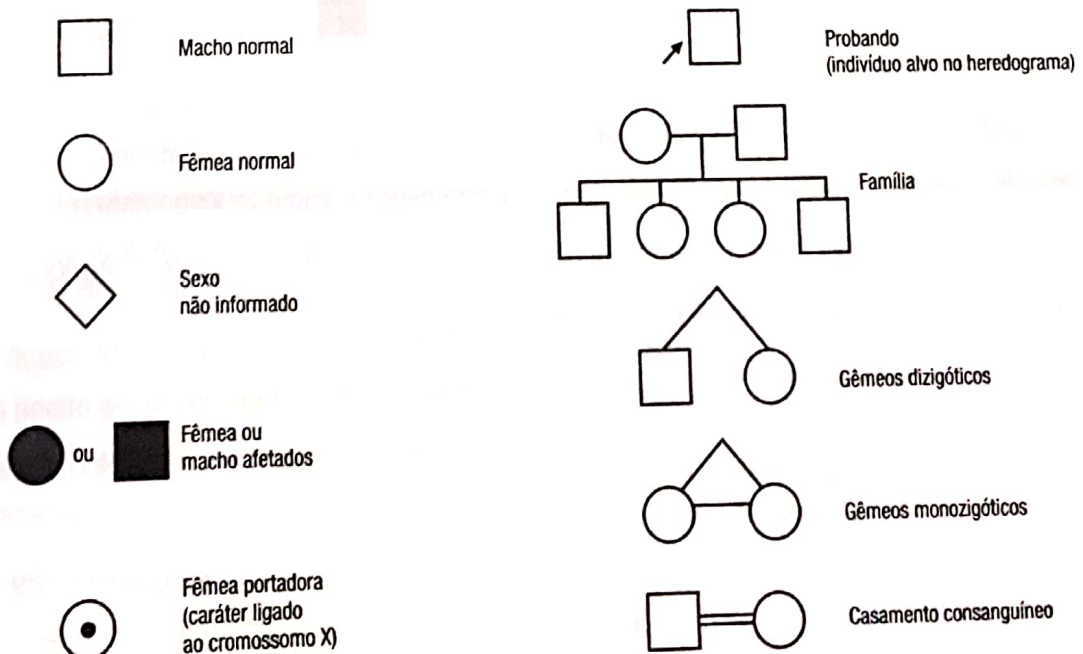 Macho normal
Fêmea normal
Sexo
não informado
ou
Fêmea ou
macho afetados
Fêmea portadora
(caráter ligado
ao cromossomo X)
Probando
(indivíduo alvo no heredograma)
Família
Gêmeos dizigóticos
Gêmeos monozigóticos
Casamento consanguíneo